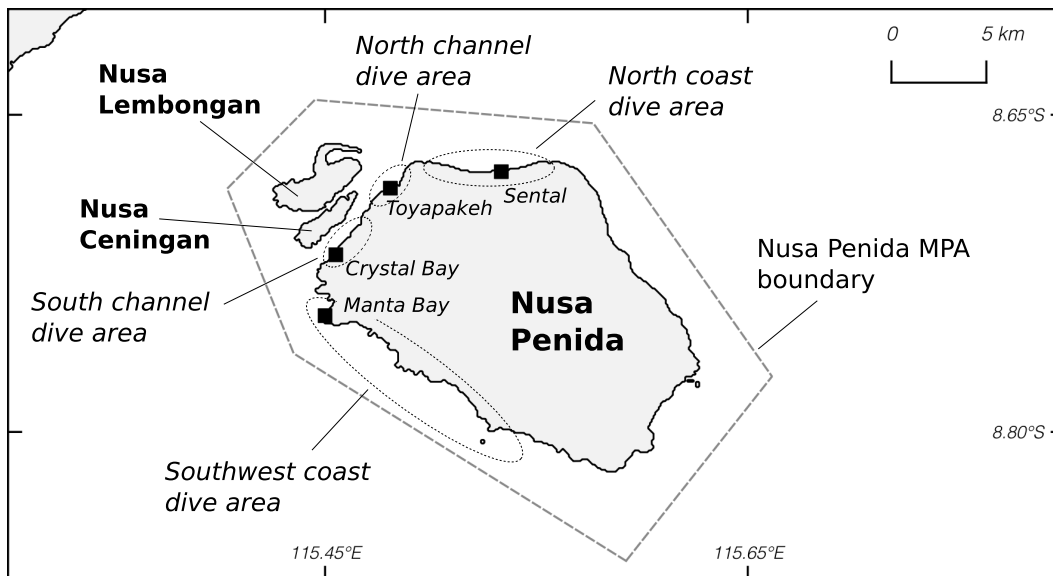 North channel
dive area
0 5 km
Nusa
Lembongan
North coast
dive area
8.65°S
Sental
Toyapakeh
Nusa
Ceningan
Nusa Penida MPA
boundary
Crystal Bay
South channel
dive area
Manta Bay
Nusa
Penida
8.80°S
Southwest coast
dive area
115.45°E
115.65°E